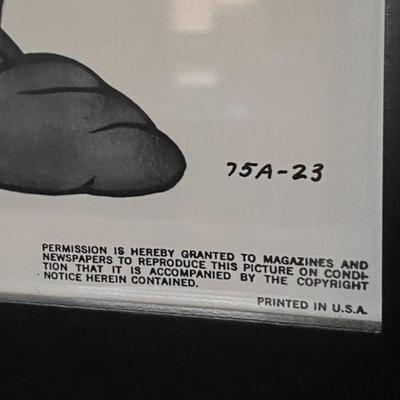 75A-23
PERMISSION IS HEREBY GRANTED TO MAGAZINES AND
NEWSPAPERS TO REPRODUCE THIS PICTURE ON CONDI-
TION THAT IT IS ACCOMPANIED BY THE COPYRIGHT
NOTICE HEREIN CONTAINED.
PRINTED IN U.S.A.